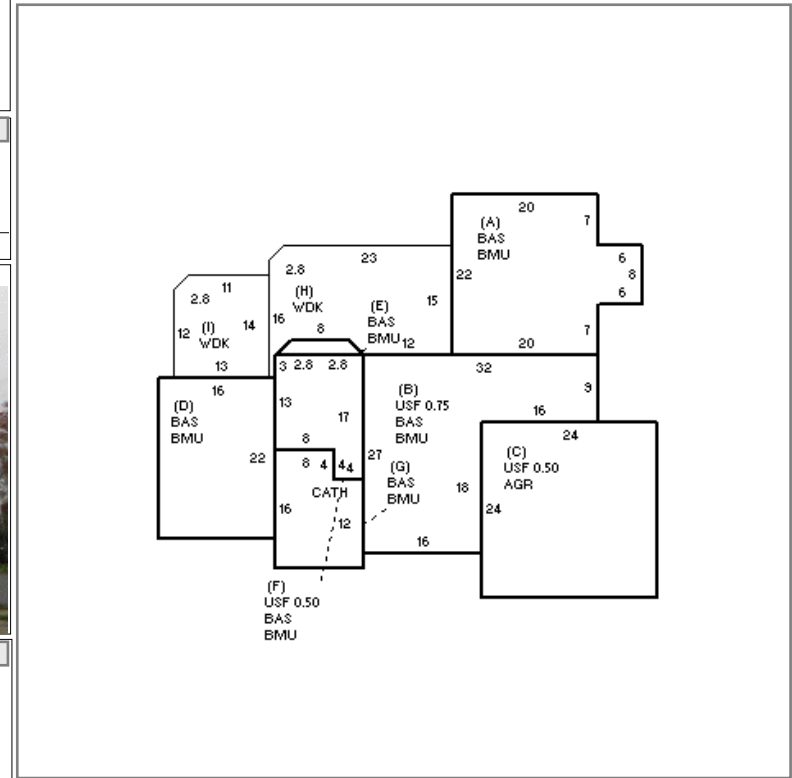 20
(A)
BAS
BMU
7
6
8
6
22
7
20
23
2.8
(H)
WDK
15
16
8
(E)
BAS
BMU
12
11
2.8
12
(I)
WDK
14
13
3 2.8 2.8
13
17
8
32
9
16
(B)
USF 0.75
BAS
BMU
27
18
16
16
(D)
BAS
BMU
22
8 4 4 4
CATH
16
12
(G)
BAS
BMU
24
(C)
USF 0.50
AGR
24
(F)
USF 0.50
BAS
BMU